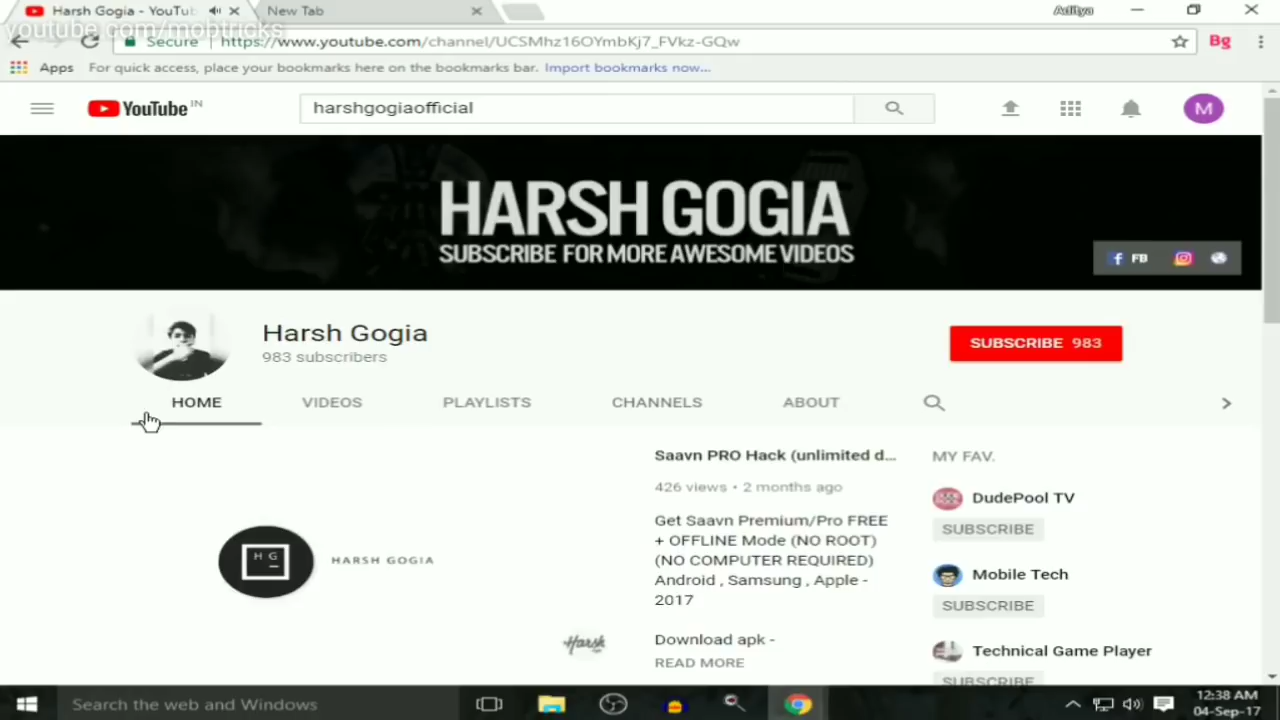 Harsh Gogia - YouTub
New Tab
Aditya
youtube.com/mobtricks
Secure
https://www.youtube.com/channel/UCSMhz16OYmbKj7_FVkz-GQw
Bg
Apps
For quick access, place your bookmarks here on the bookmarks bar. Import bookmarks now...
YouTube IN
harshgogiaofficial
M
HARSH GOGIA
SUBSCRIBE FOR MORE AWESOME VIDEOS
FB
Harsh Gogia
983 subscribers
SUBSCRIBE 983
HOME
VIDEOS
PLAYLISTS
CHANNELS
ABOUT
Saavn PRO Hack (unlimited d...
426 views • 2 months ago
Get Saavn Premium/Pro FREE
+ OFFLINE Mode (NO ROOT)
(NO COMPUTER REQUIRED)
Android , Samsung , Apple -
2017
Download apk -
READ MORE
H G
HARSH GOGIA
Harsh
MY FAV.
DudePool TV
SUBSCRIBE
Mobile Tech
SUBSCRIBE
Technical Game Player
SUBSCRIBE
Search the web and Windows
12:38 AM
04-Sep-17